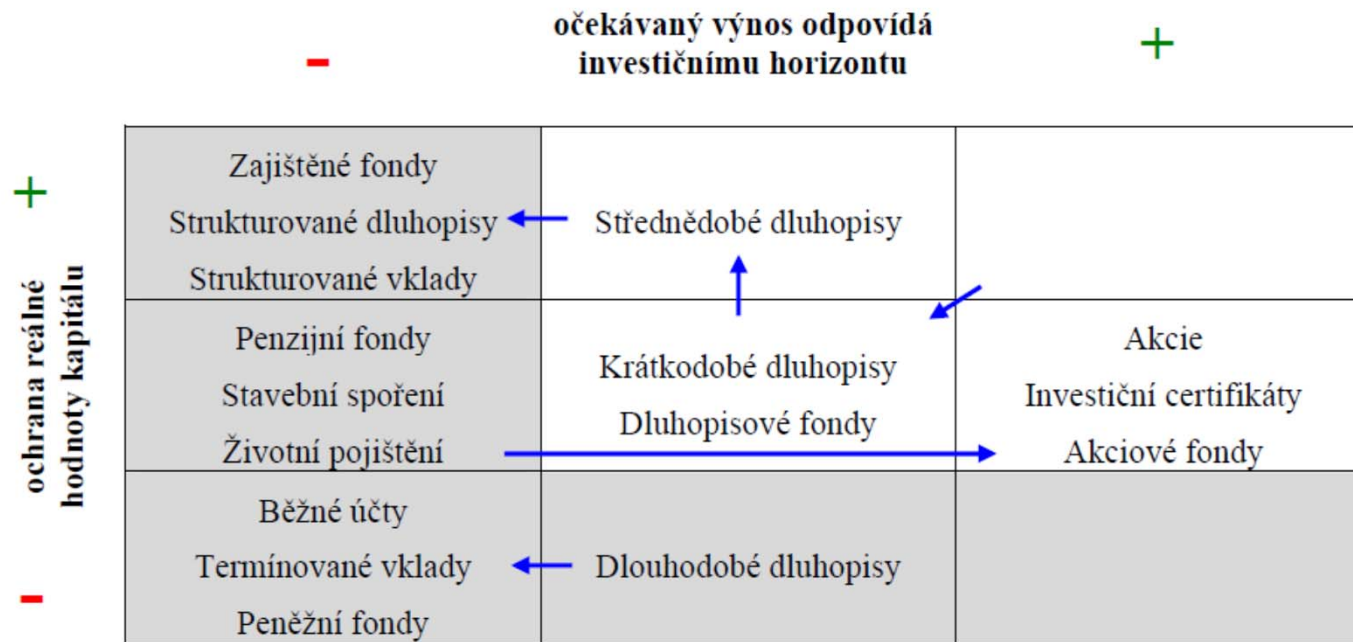 očekávaný výnos odpovídá
investičnímu horizontu
-
+
+
-
ochrana reálné
hodnoty kapitálu
Zajištěné fondy
Strukturované dluhopisy
Strukturované vklady
Střednědobé dluhopisy
Penzijní fondy
Stavební spoření
Životní pojištění
Krátkodobé dluhopisy
Dluhopisové fondy
Akcie
Investiční certifikáty
Akciové fondy
Běžné účty
Termínované vklady
Peněžní fondy
Dlouhodobé dluhopisy